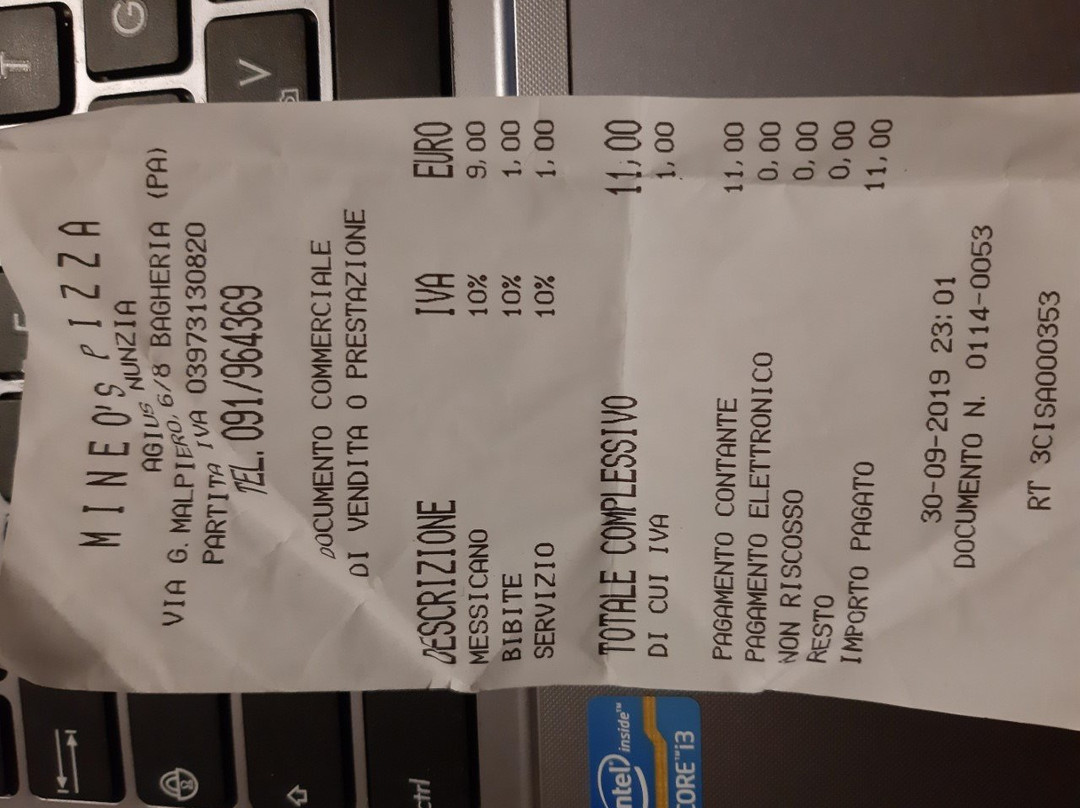 MINEO'S PIZZA
AGIUS NUNZIA
VIA G. MALPIERO, 6/8 BAGHERIA (PA)
PARTITA IVA 03973130820
TEL. 091/964369
DOCUMENTO COMMERCIALE
DI VENDITA O PRESTAZIONE
DESCRIZIONE IVA EURO
MESSICANO 10% 9,00
BIBITE 10% 1,00
SERVIZIO 10% 1,00
TOTALE COMPLESSIVO 11,00
DI CUI IVA 1,00
PAGAMENTO CONTANTE 11,00
PAGAMENTO ELETTRONICO 0,00
NON RISCOSSO 0,00
RESTO 0,00
IMPORTO PAGATO 11,00
30-09-2019 23:01
DOCUMENTO N. 0114-0053
RT 3CISA000353
T
G
V
ctrl
intel inside™
CORE™ i3